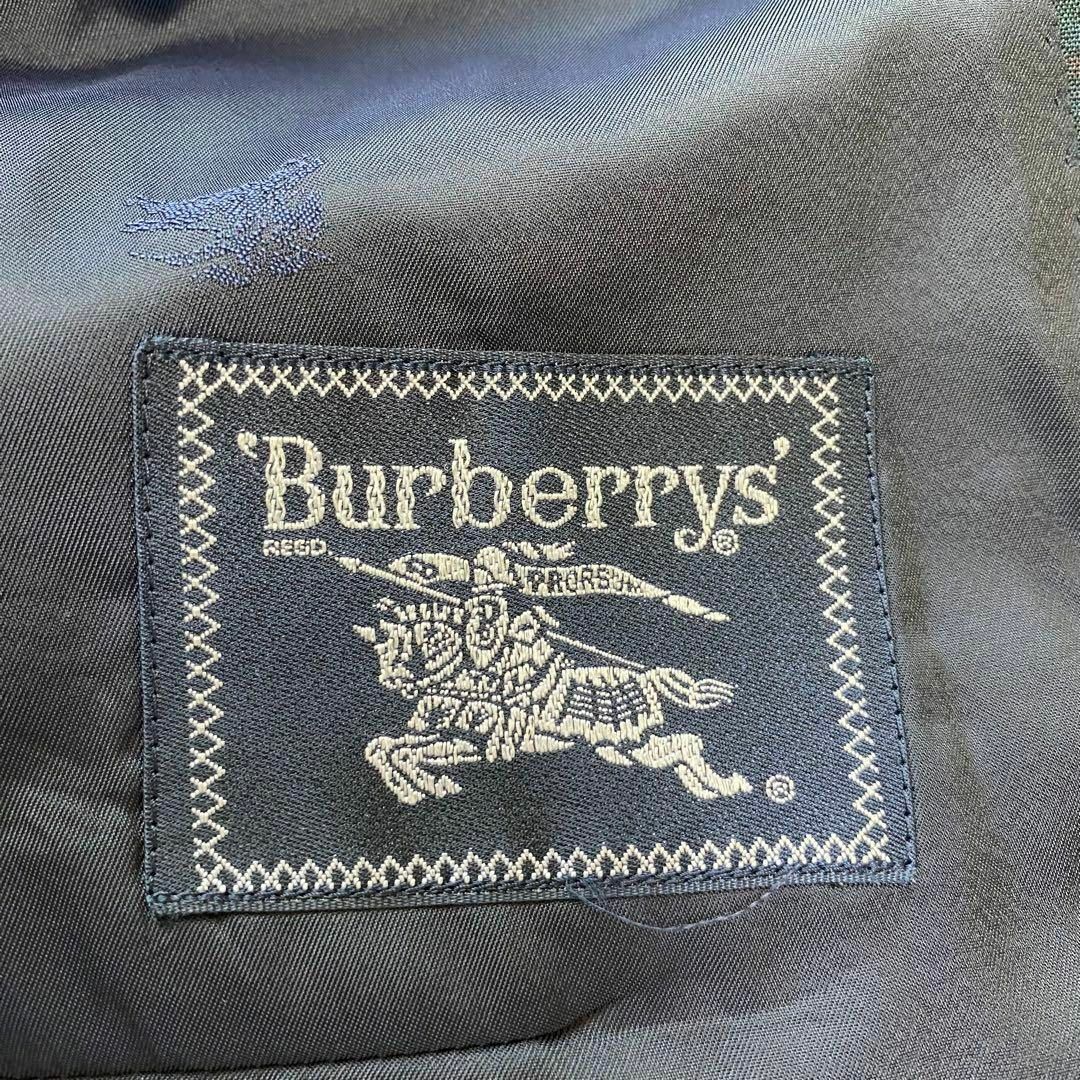 'Burberrys'
REGD. ®
PRORSUM
®